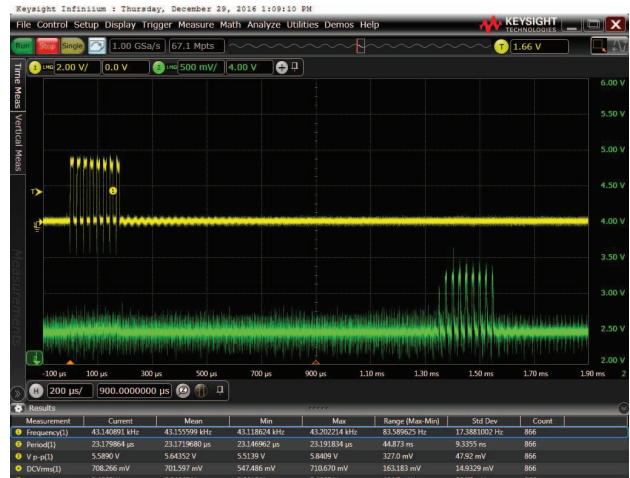 Keysight Infiniium : Thursday, December 29, 2016 1:09:10 PM
File Control Setup Display Trigger Measure Math Analyze Utilities Demos Help
KEYSIGHT
TECHNOLOGIES
Run Stop Single 1.00 GSa/s 67.1 Mpts T 1.66 V
1 1MΩ 2.00 V/ 0.0 V 2 1MΩ 500 mV/ 4.00 V
Time Meas
Vertical Meas
Measurements
6.00 V
5.50 V
5.00 V
4.50 V
4.00 V
3.50 V
3.00 V
2.50 V
2.00 V
T
1
-100 µs 100 µs 300 µs 500 µs 700 µs 900 µs 1.10 ms 1.30 ms 1.50 ms 1.70 ms 1.90 ms 2
H 200 µs/ 900.0000000 µs
Results
Measurement Current Mean Min Max Range (Max-Min) Std Dev Count
Frequency(1) 43.140891 kHz 43.155999 kHz 43.118624 kHz 43.202214 kHz 83.589625 Hz 17.3881002 Hz 866
Period(1) 23.179864 µs 23.1719680 µs 23.146962 µs 23.191834 µs 44.873 ns 9.3355 ns 866
V p-p(1) 5.5890 V 5.64352 V 5.5139 V 5.8409 V 327.0 mV 47.92 mV 866
DCVrms(1) 708.266 mV 701.597 mV 547.486 mV 710.670 mV 163.183 mV 14.9329 mV 866